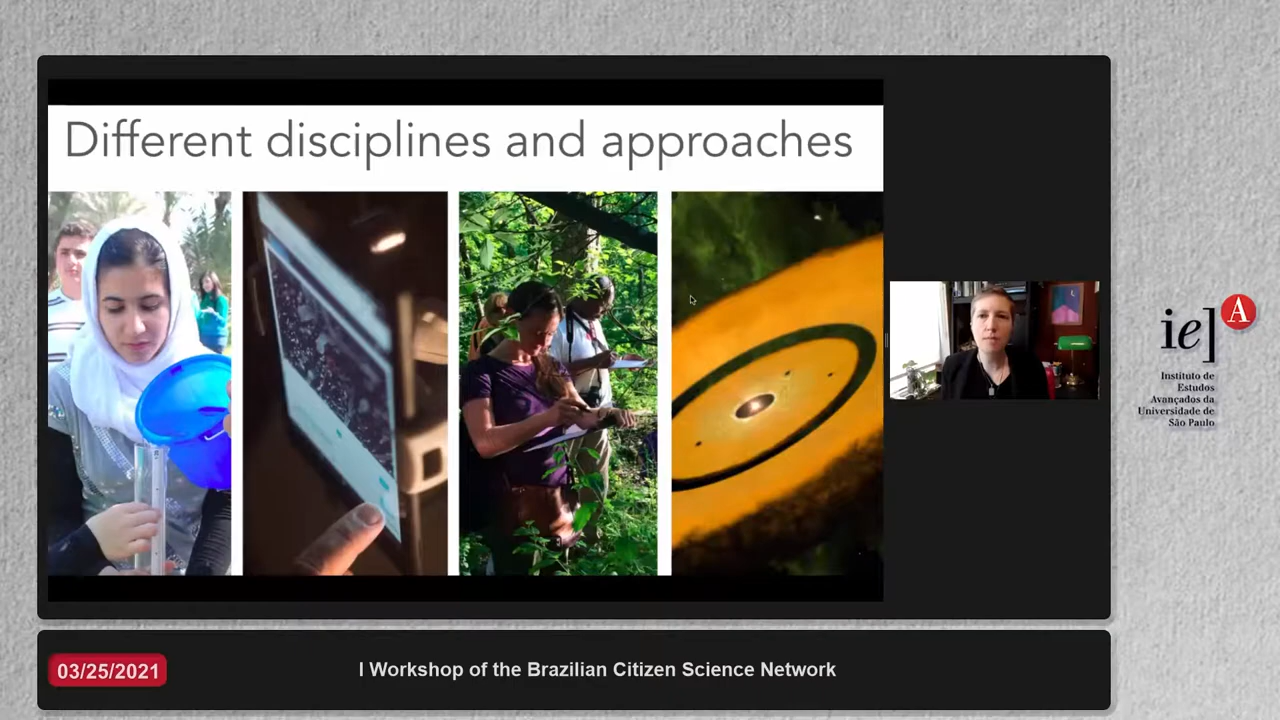 Different disciplines and approaches
ie]
A
Instituto de
Estudos
Avançados da
Universidade de
São Paulo
03/25/2021
I Workshop of the Brazilian Citizen Science Network